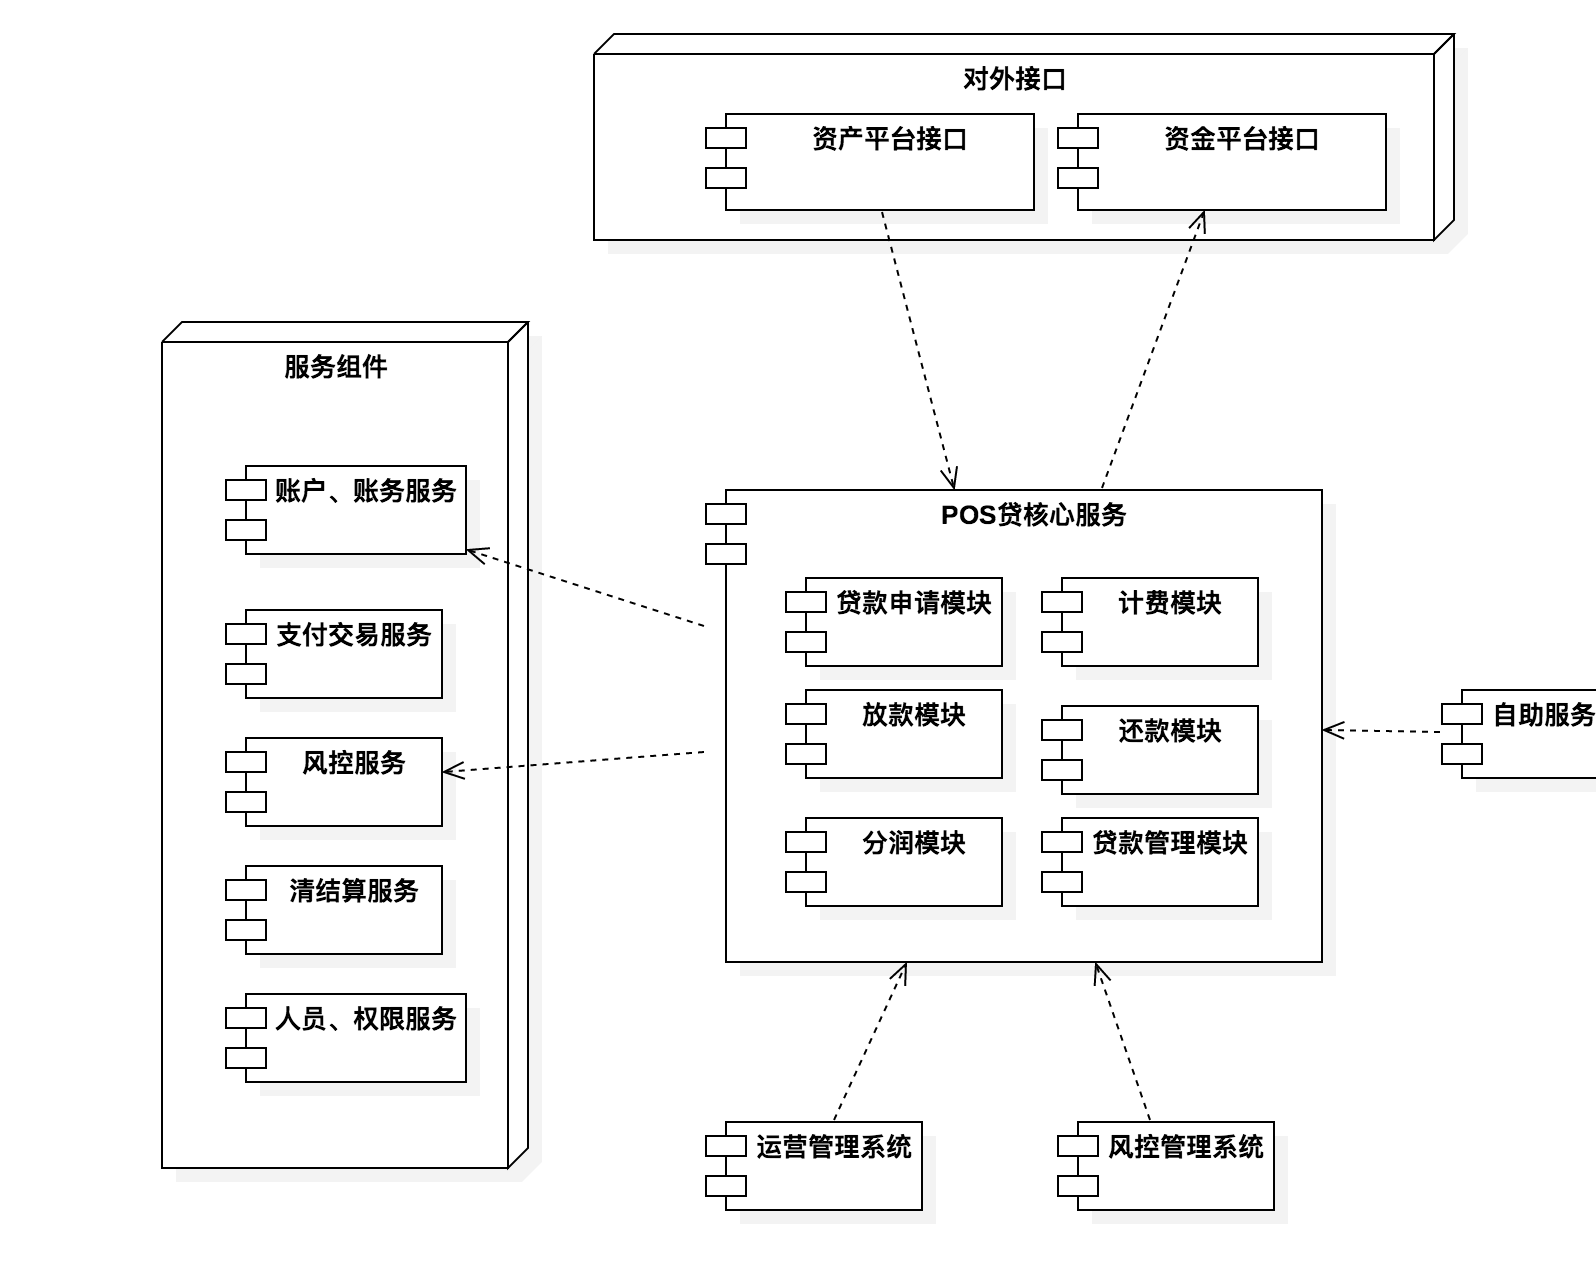 对外接口
资产平台接口
资金平台接口
服务组件
账户、账务服务
支付交易服务
风控服务
清结算服务
人员、权限服务
POS贷核心服务
贷款申请模块
计费模块
放款模块
还款模块
分润模块
贷款管理模块
自助服务
运营管理系统
风控管理系统